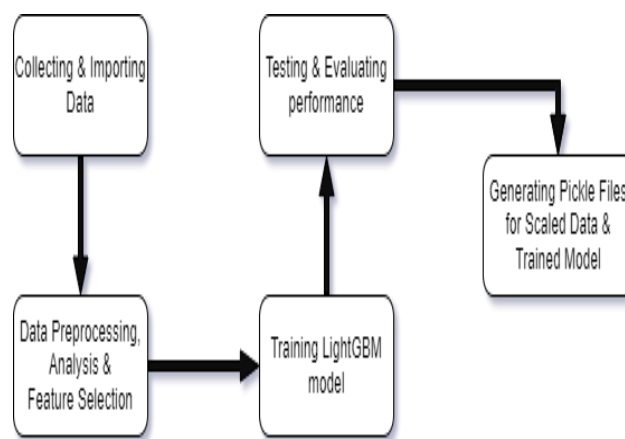 Collecting & Importing
Data
Data Preprocessing,
Analysis &
Feature Selection
Training LightGBM
model
Testing & Evaluating
performance
Generating Pickle Files
for Scaled Data &
Trained Model